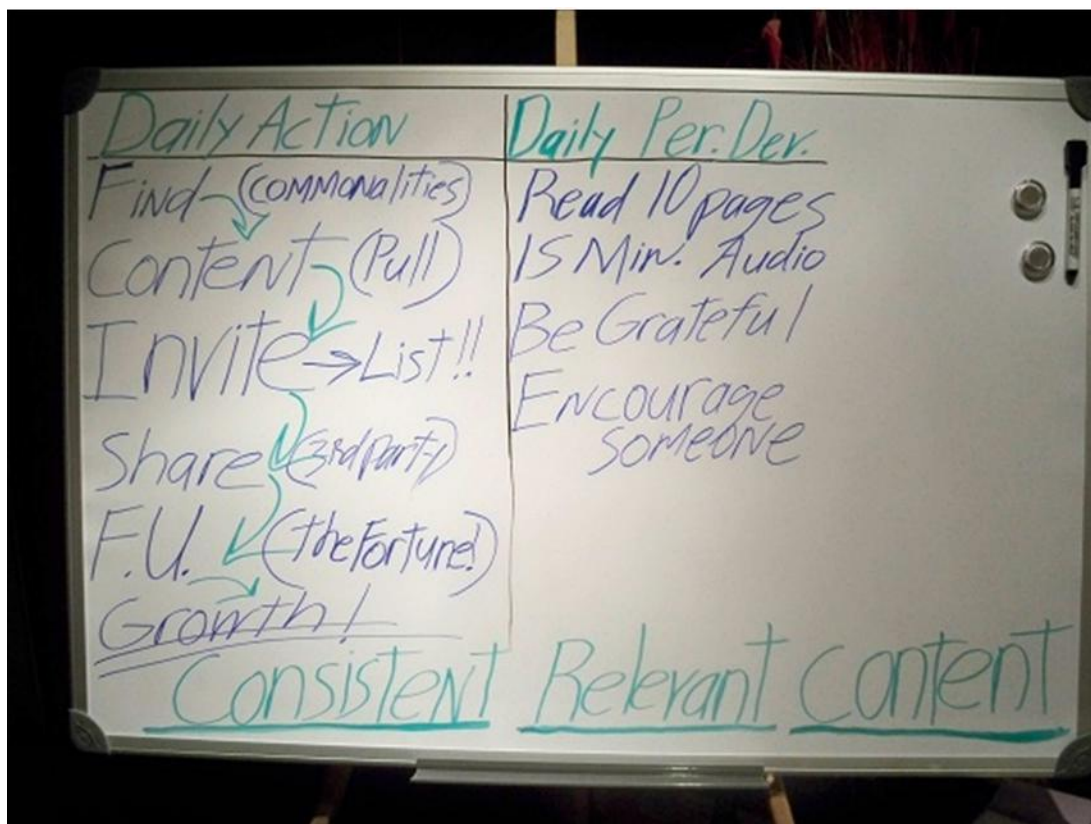 Daily Action
Find (commonalities)
Content (Pull)
Invite → List!!
Share (3rd party)
F.U. (the Fortune!)
Growth!
Daily Per. Dev.
Read 10 pages
15 Min. Audio
Be Grateful
Encourage
someone
Consistent Relevant Content